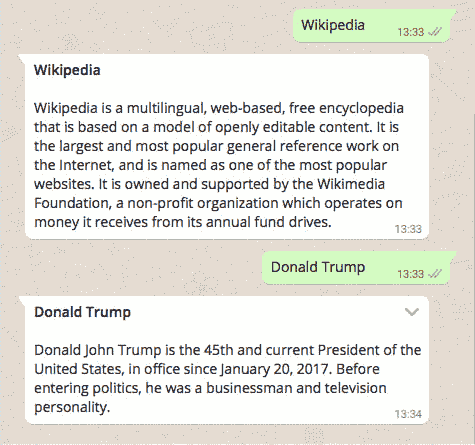 Wikipedia
13:33
Wikipedia
Wikipedia is a multilingual, web-based, free encyclopedia
that is based on a model of openly editable content. It is
the largest and most popular general reference work on
the Internet, and is named as one of the most popular
websites. It is owned and supported by the Wikimedia
Foundation, a non-profit organization which operates on
money it receives from its annual fund drives.
13:33
Donald Trump
13:33
Donald Trump
Donald John Trump is the 45th and current President of the
United States, in office since January 20, 2017. Before
entering politics, he was a businessman and television
personality.
13:34